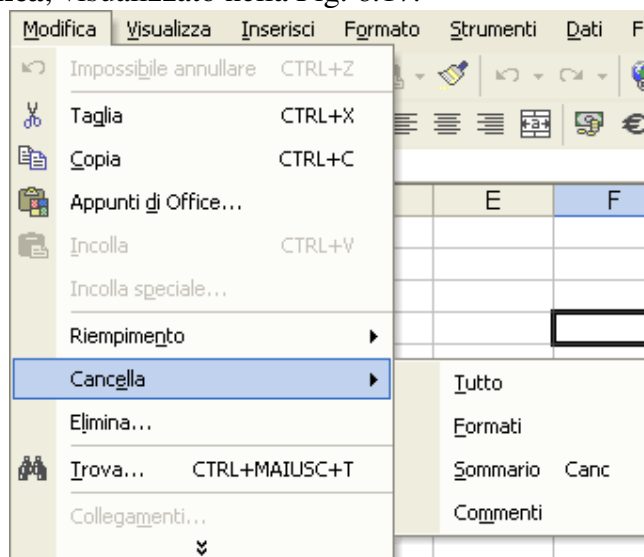 Modifica Visualizza Inserisci Formato Strumenti Dati F
Impossibile annullare CTRL+Z
Taglia CTRL+X
Copia CTRL+C
Appunti di Office...
Incolla CTRL+V
Incolla speciale...
Riempimento
Cancella
Elimina...
Trova... CTRL+MAIUSC+T
Collegamenti...
E F
Tutto
Formati
Sommario Canc
Commenti